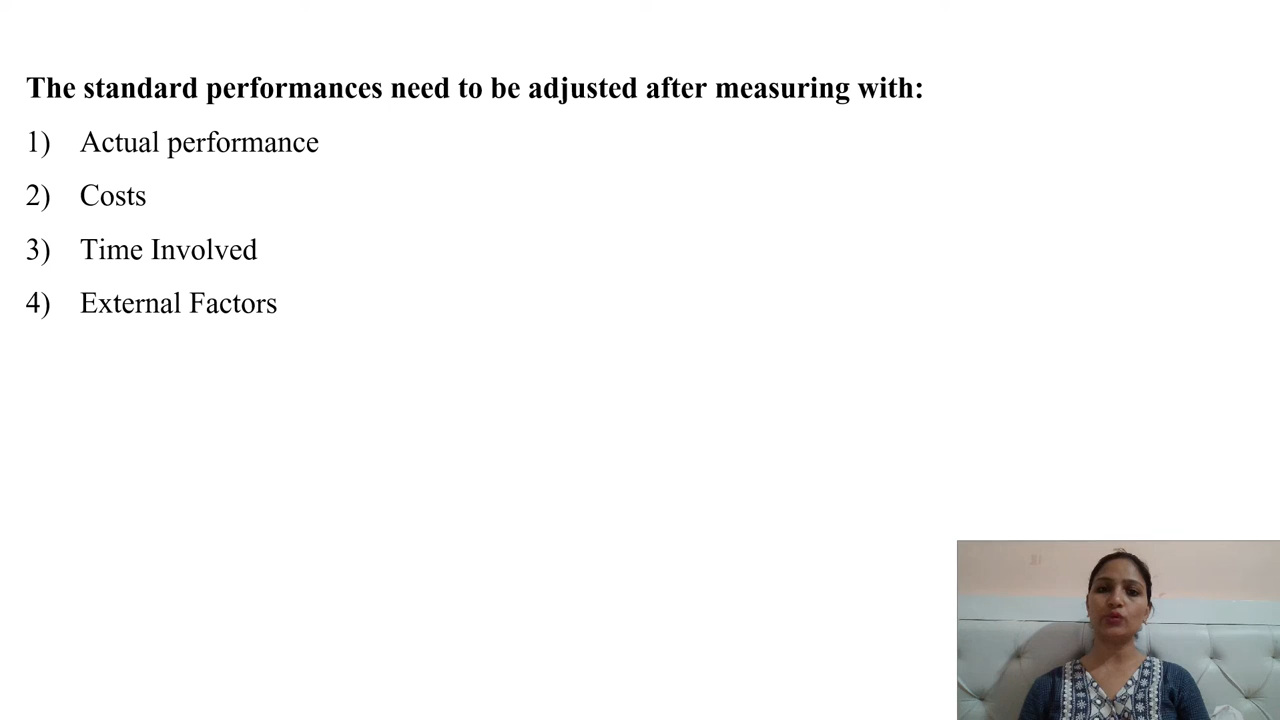 The standard performances need to be adjusted after measuring with:
1) Actual performance
2) Costs
3) Time Involved
4) External Factors